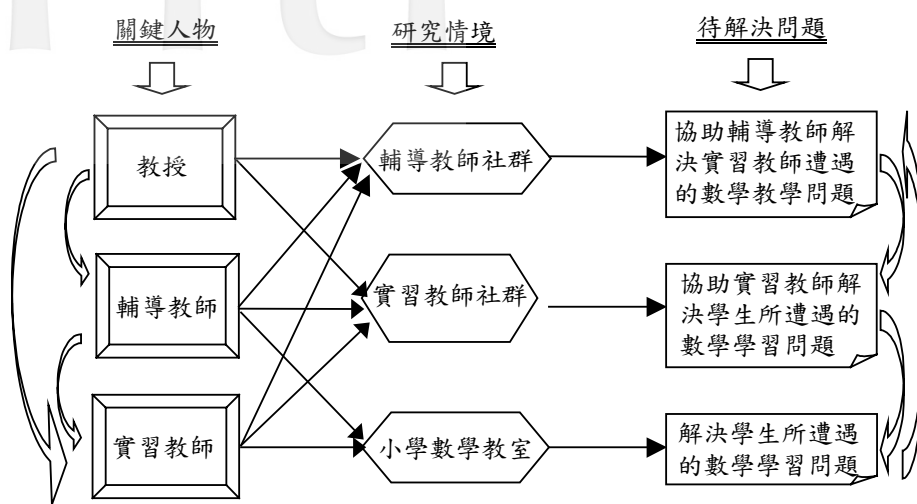 關鍵人物
研究情境
待解決問題
教授
輔導教師社群
協助輔導教師解
決實習教師遭遇
的數學教學問題
輔導教師
實習教師社群
協助實習教師解
決學生所遭遇的
數學學習問題
實習教師
小學數學教室
解決學生所遭遇
的數學學習問題